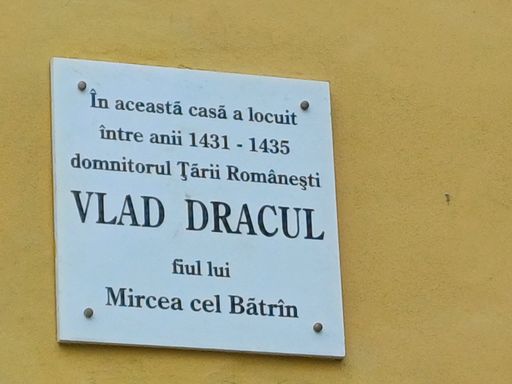 În această casă a locuit
între anii 1431 - 1435
domnitorul Ţării Româneşti
VLAD DRACUL
fiul lui
Mircea cel Bătrîn